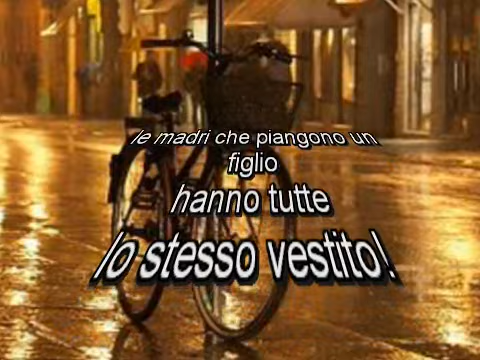 le madri che piangono un
figlio
hanno tutte
lo stesso vestito!